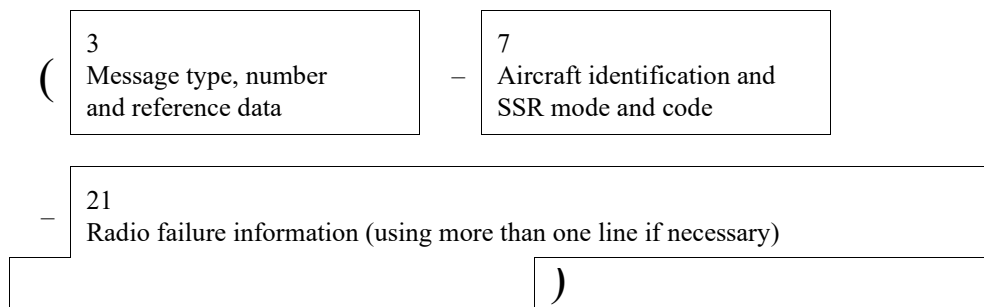 3
Message type, number
and reference data
(
–
7
Aircraft identification and
SSR mode and code
–
21
Radio failure information (using more than one line if necessary)
)